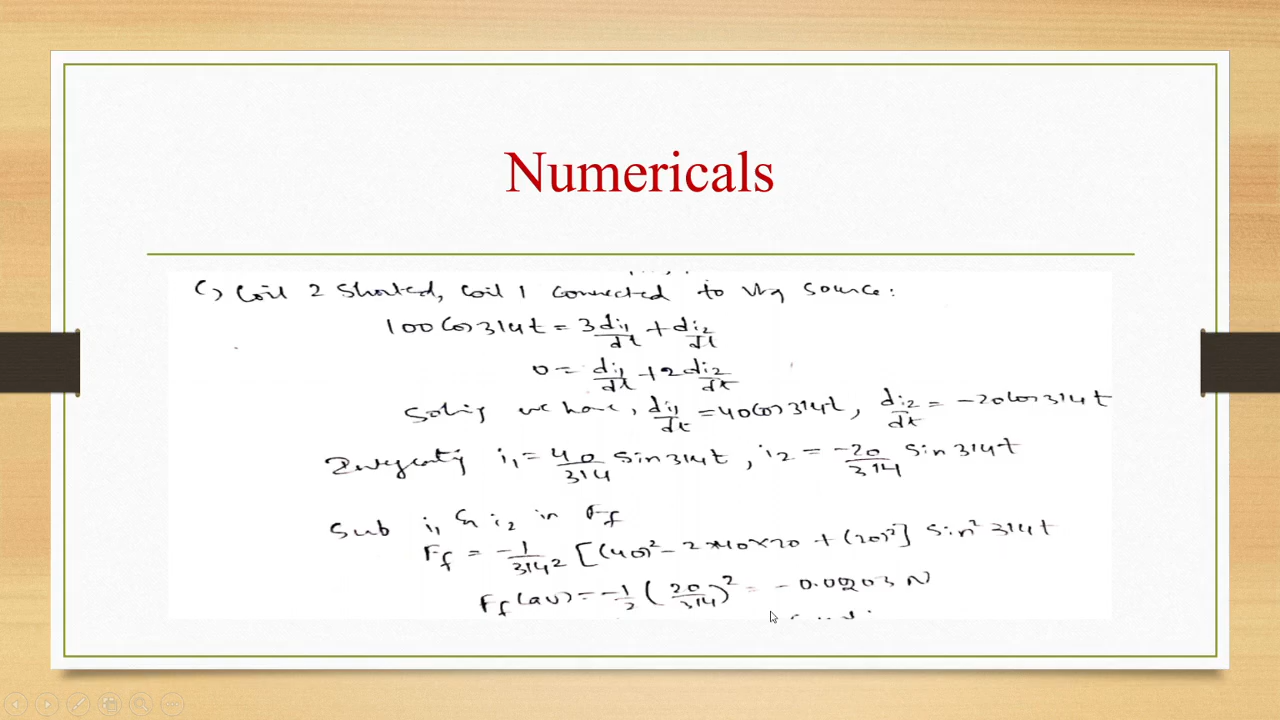 Numericals
C) Coil 2 Shorted, Coil 1 connected to Vtg source:
100 Cos 314t = 3 di1/dt + di2/dt
0 = di1/dt + 2 di2/dt
Solving we have, di1/dt = 40 Cos 314t, di2/dt = -20 Cos 314t
Integrating i1 = 40/314 Sin 314t, i2 = -20/314 Sin 314t
Sub i1 & i2 in Ff
Ff = -1/314² [(40)² - 2×40×20 + (20)²] Sin² 314t
Ff(av) = -1/2 (20/314)² = -0.00203 N